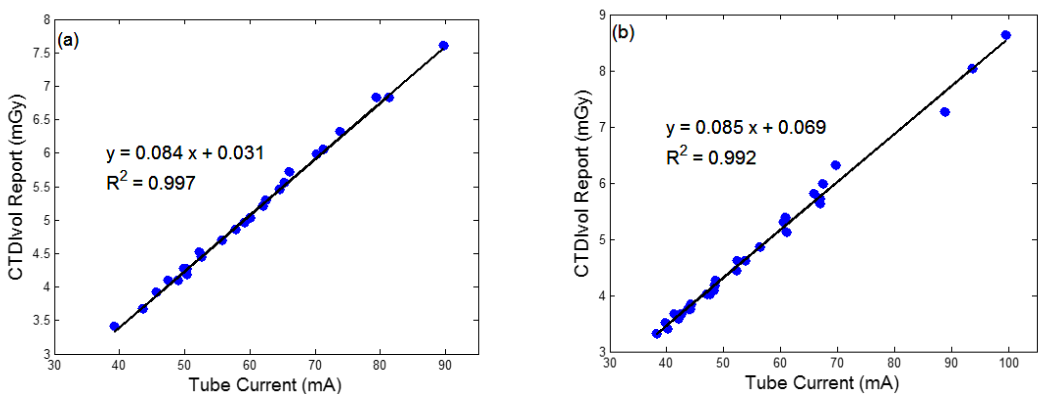 (a)
8
7.5
7
6.5
6
5.5
5
4.5
4
3.5
3
CTDIvol Report (mGy)
y = 0.084 x + 0.031
R² = 0.997
30 40 50 60 70 80 90
Tube Current (mA)
(b)
9
8
7
6
5
4
3
CTDIvol Report (mGy)
y = 0.085 x + 0.069
R² = 0.992
30 40 50 60 70 80 90 100
Tube Current (mA)